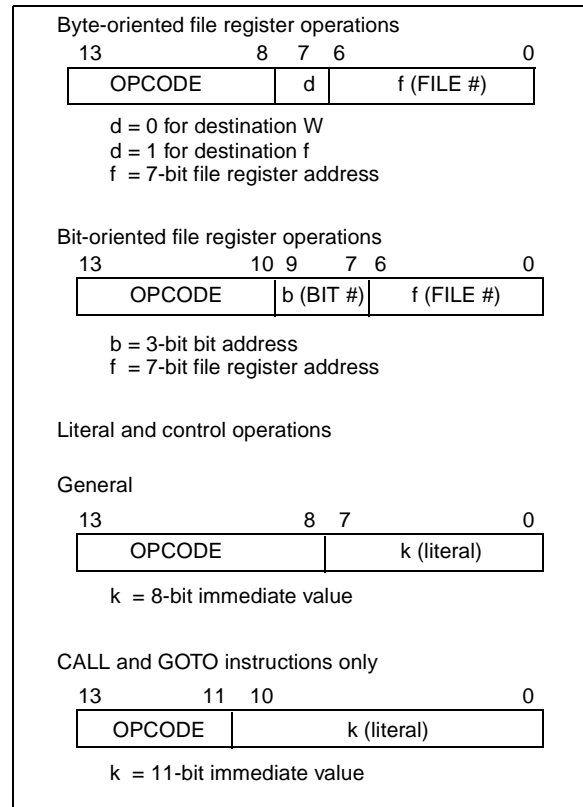 Byte-oriented file register operations
13 8 7 6 0
OPCODE d f (FILE #)
d = 0 for destination W
d = 1 for destination f
f = 7-bit file register address
Bit-oriented file register operations
13 10 9 7 6 0
OPCODE b (BIT #) f (FILE #)
b = 3-bit bit address
f = 7-bit file register address
Literal and control operations
General
13 8 7 0
OPCODE k (literal)
k = 8-bit immediate value
CALL and GOTO instructions only
13 11 10 0
OPCODE k (literal)
k = 11-bit immediate value